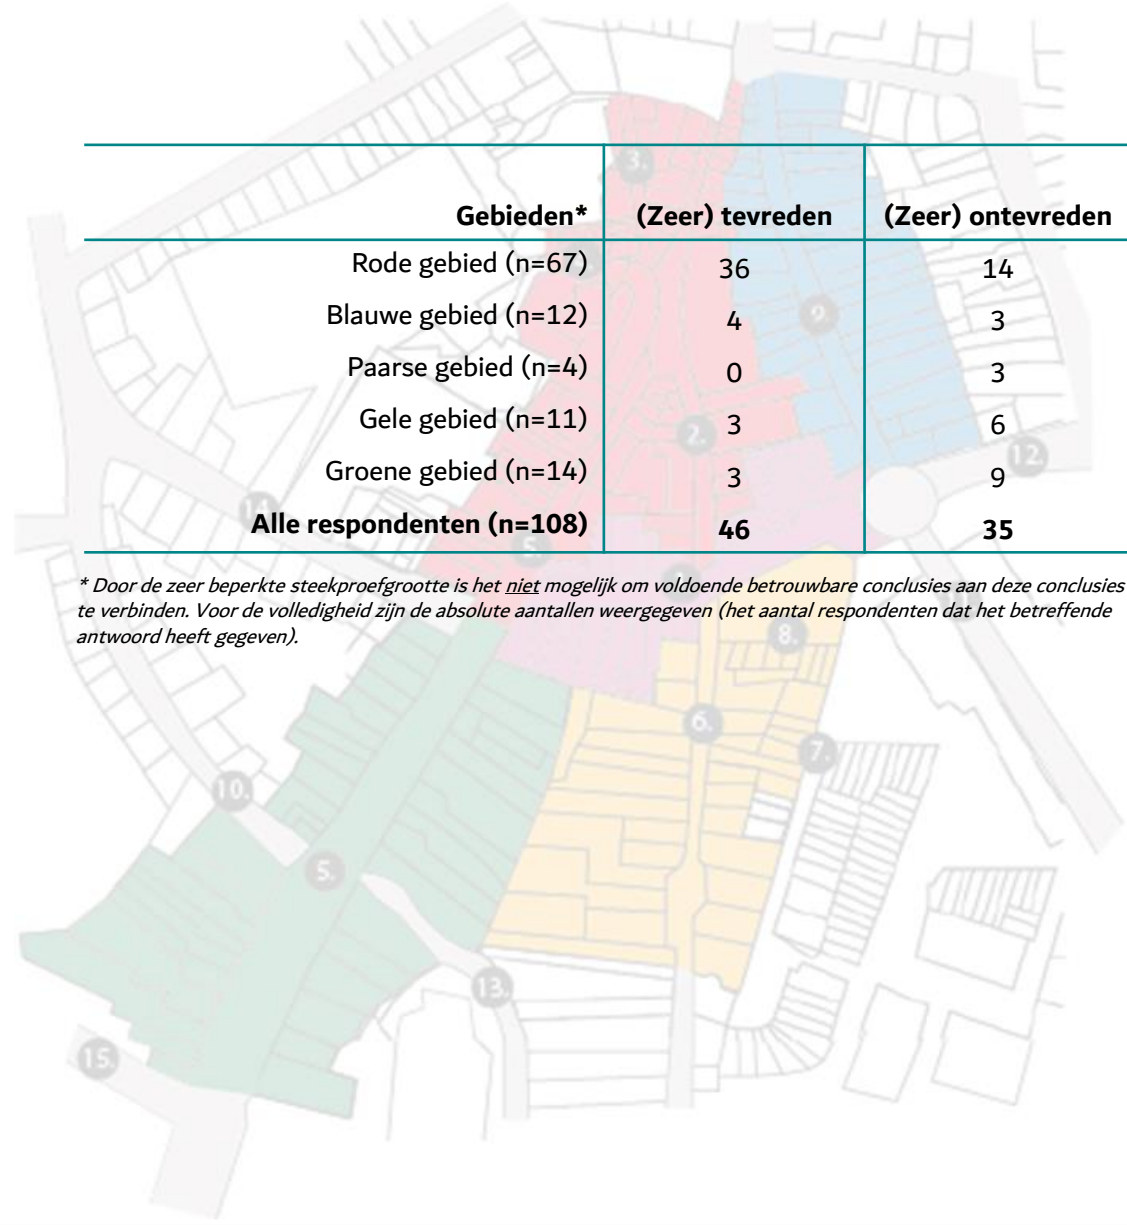 Gebieden* (Zeer) tevreden (Zeer) ontevreden
Rode gebied (n=67) 36 14
Blauwe gebied (n=12) 4 3
Paarse gebied (n=4) 0 3
Gele gebied (n=11) 3 6
Groene gebied (n=14) 3 9
Alle respondenten (n=108) 46 35
* Door de zeer beperkte steekproefgrootte is het niet mogelijk om voldoende betrouwbare conclusies aan deze conclusies
te verbinden. Voor de volledigheid zijn de absolute aantallen weergegeven (het aantal respondenten dat het betreffende
antwoord heeft gegeven).
3.
9.
2.
12.
14.
5.
8.
6.
7.
10.
5.
13.
15.